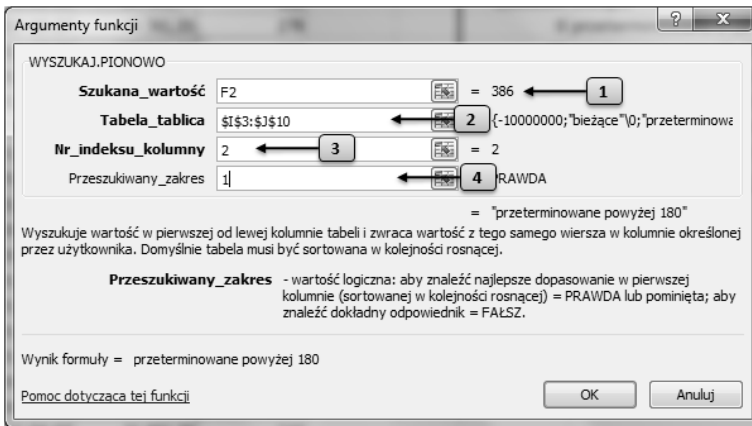 Argumenty funkcji
WYSZUKAJ.PIONOWO
Szukana_wartość F2 = 386 1
Tabela_tablica $I$3:$J$10 2 {-10000000;"bieżące"\0;"przeterminowa
Nr_indeksu_kolumny 2 3 = 2
Przeszukiwany_zakres 1 4 RAWDA
= "przeterminowane powyżej 180"
Wyszukuje wartość w pierwszej od lewej kolumnie tabeli i zwraca wartość z tego samego wiersza w kolumnie określonej
przez użytkownika. Domyślnie tabela musi być sortowana w kolejności rosnącej.
Przeszukiwany_zakres - wartość logiczna: aby znaleźć najlepsze dopasowanie w pierwszej
kolumnie (sortowanej w kolejności rosnącej) = PRAWDA lub pominięta; aby
znaleźć dokładny odpowiednik = FAŁSZ.
Wynik formuły = przeterminowane powyżej 180
Pomoc dotycząca tej funkcji OK Anuluj